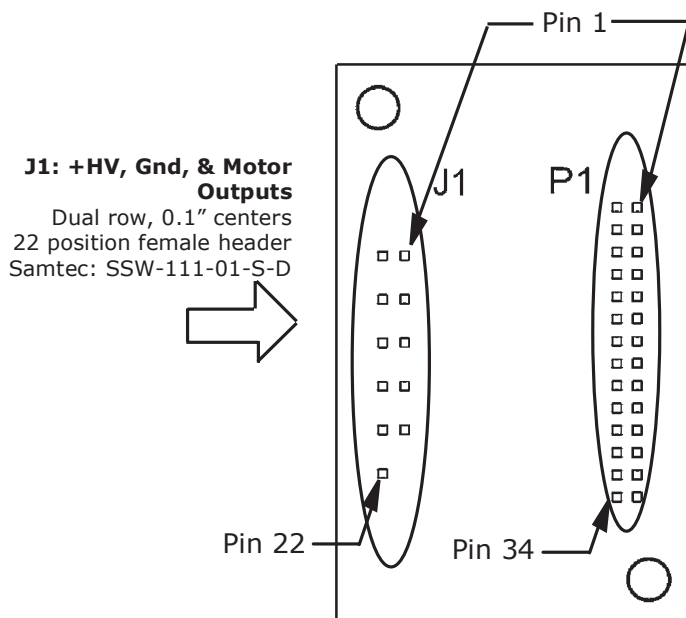 Pin 1
J1: +HV, Gnd, & Motor
Outputs
Dual row, 0.1” centers
22 position female header
Samtec: SSW-111-01-S-D
J1
P1
Pin 22
Pin 34